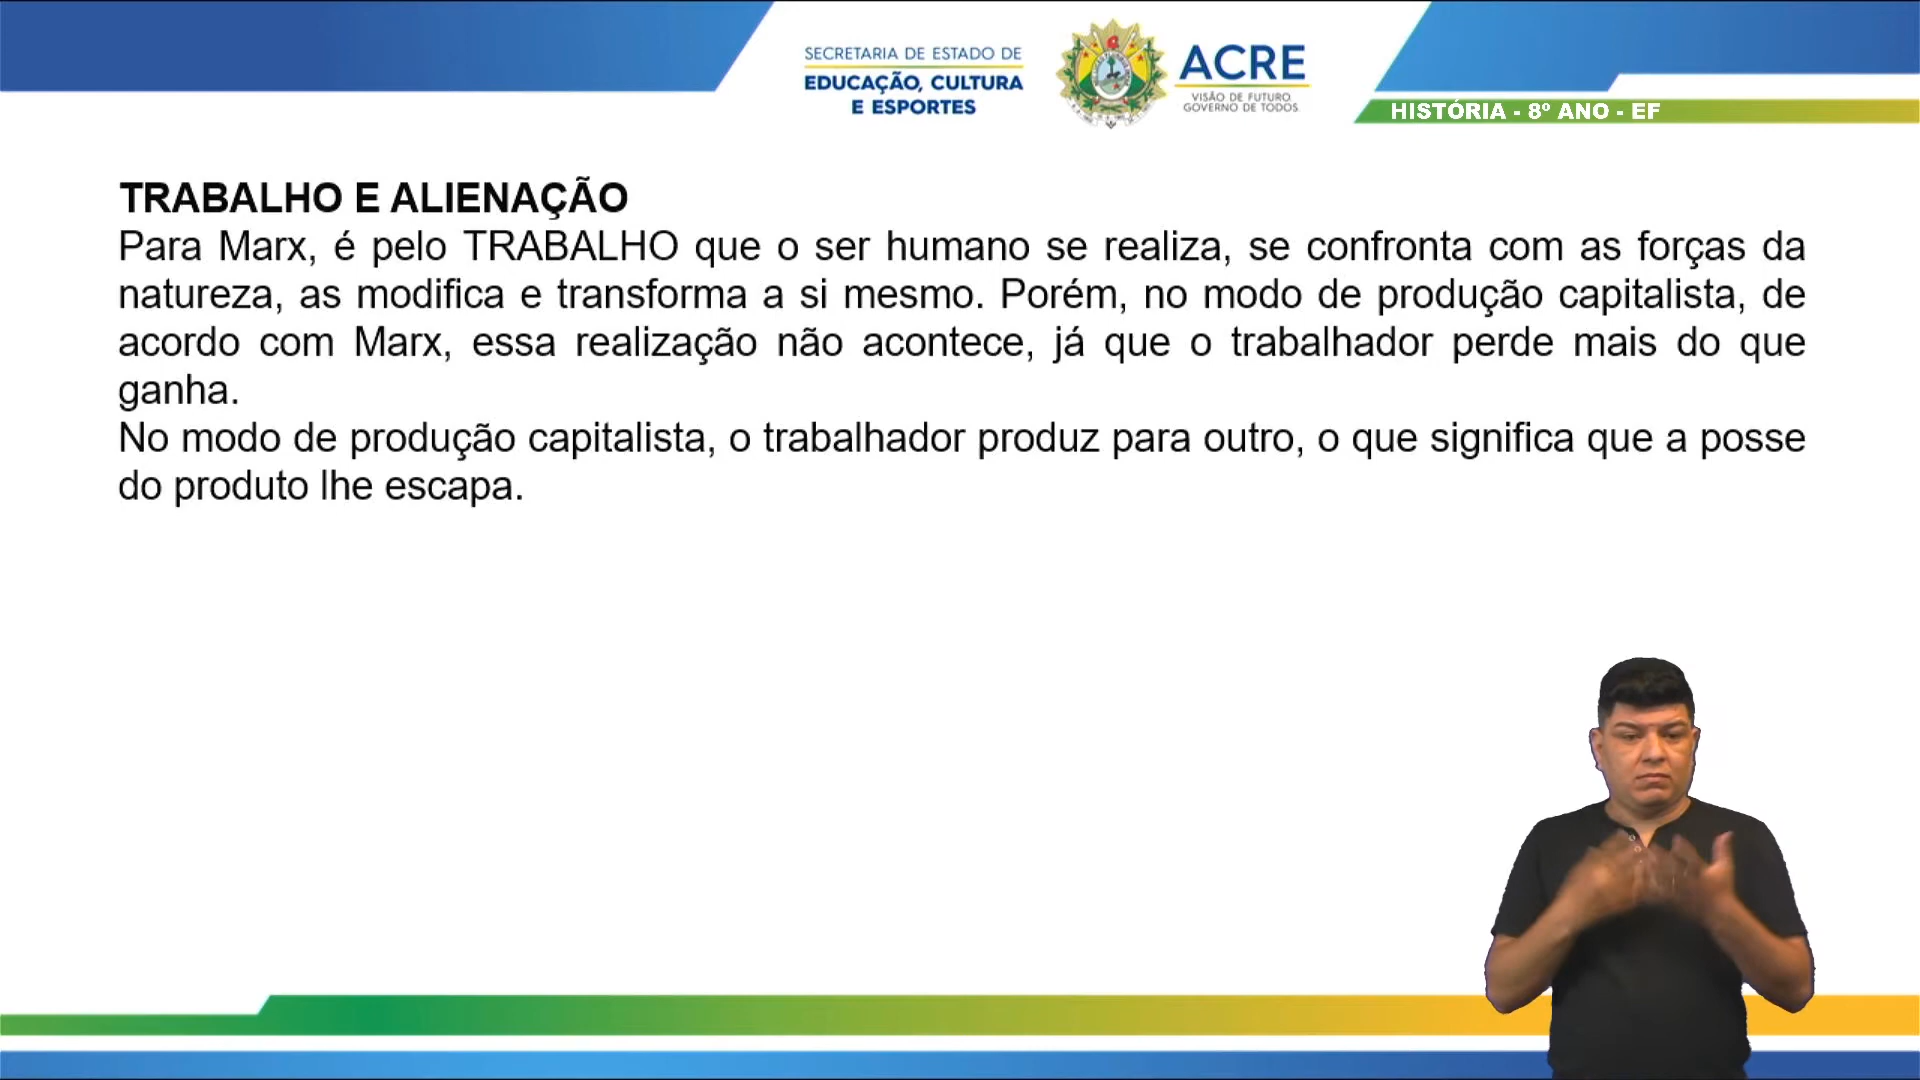 SECRETARIA DE ESTADO DE
EDUCAÇÃO, CULTURA
E ESPORTES
ACRE
VISÃO DE FUTURO
GOVERNO DE TODOS
HISTÓRIA - 8º ANO - EF
TRABALHO E ALIENAÇÃO
Para Marx, é pelo TRABALHO que o ser humano se realiza, se confronta com as forças da
natureza, as modifica e transforma a si mesmo. Porém, no modo de produção capitalista, de
acordo com Marx, essa realização não acontece, já que o trabalhador perde mais do que
ganha.
No modo de produção capitalista, o trabalhador produz para outro, o que significa que a posse
do produto lhe escapa.